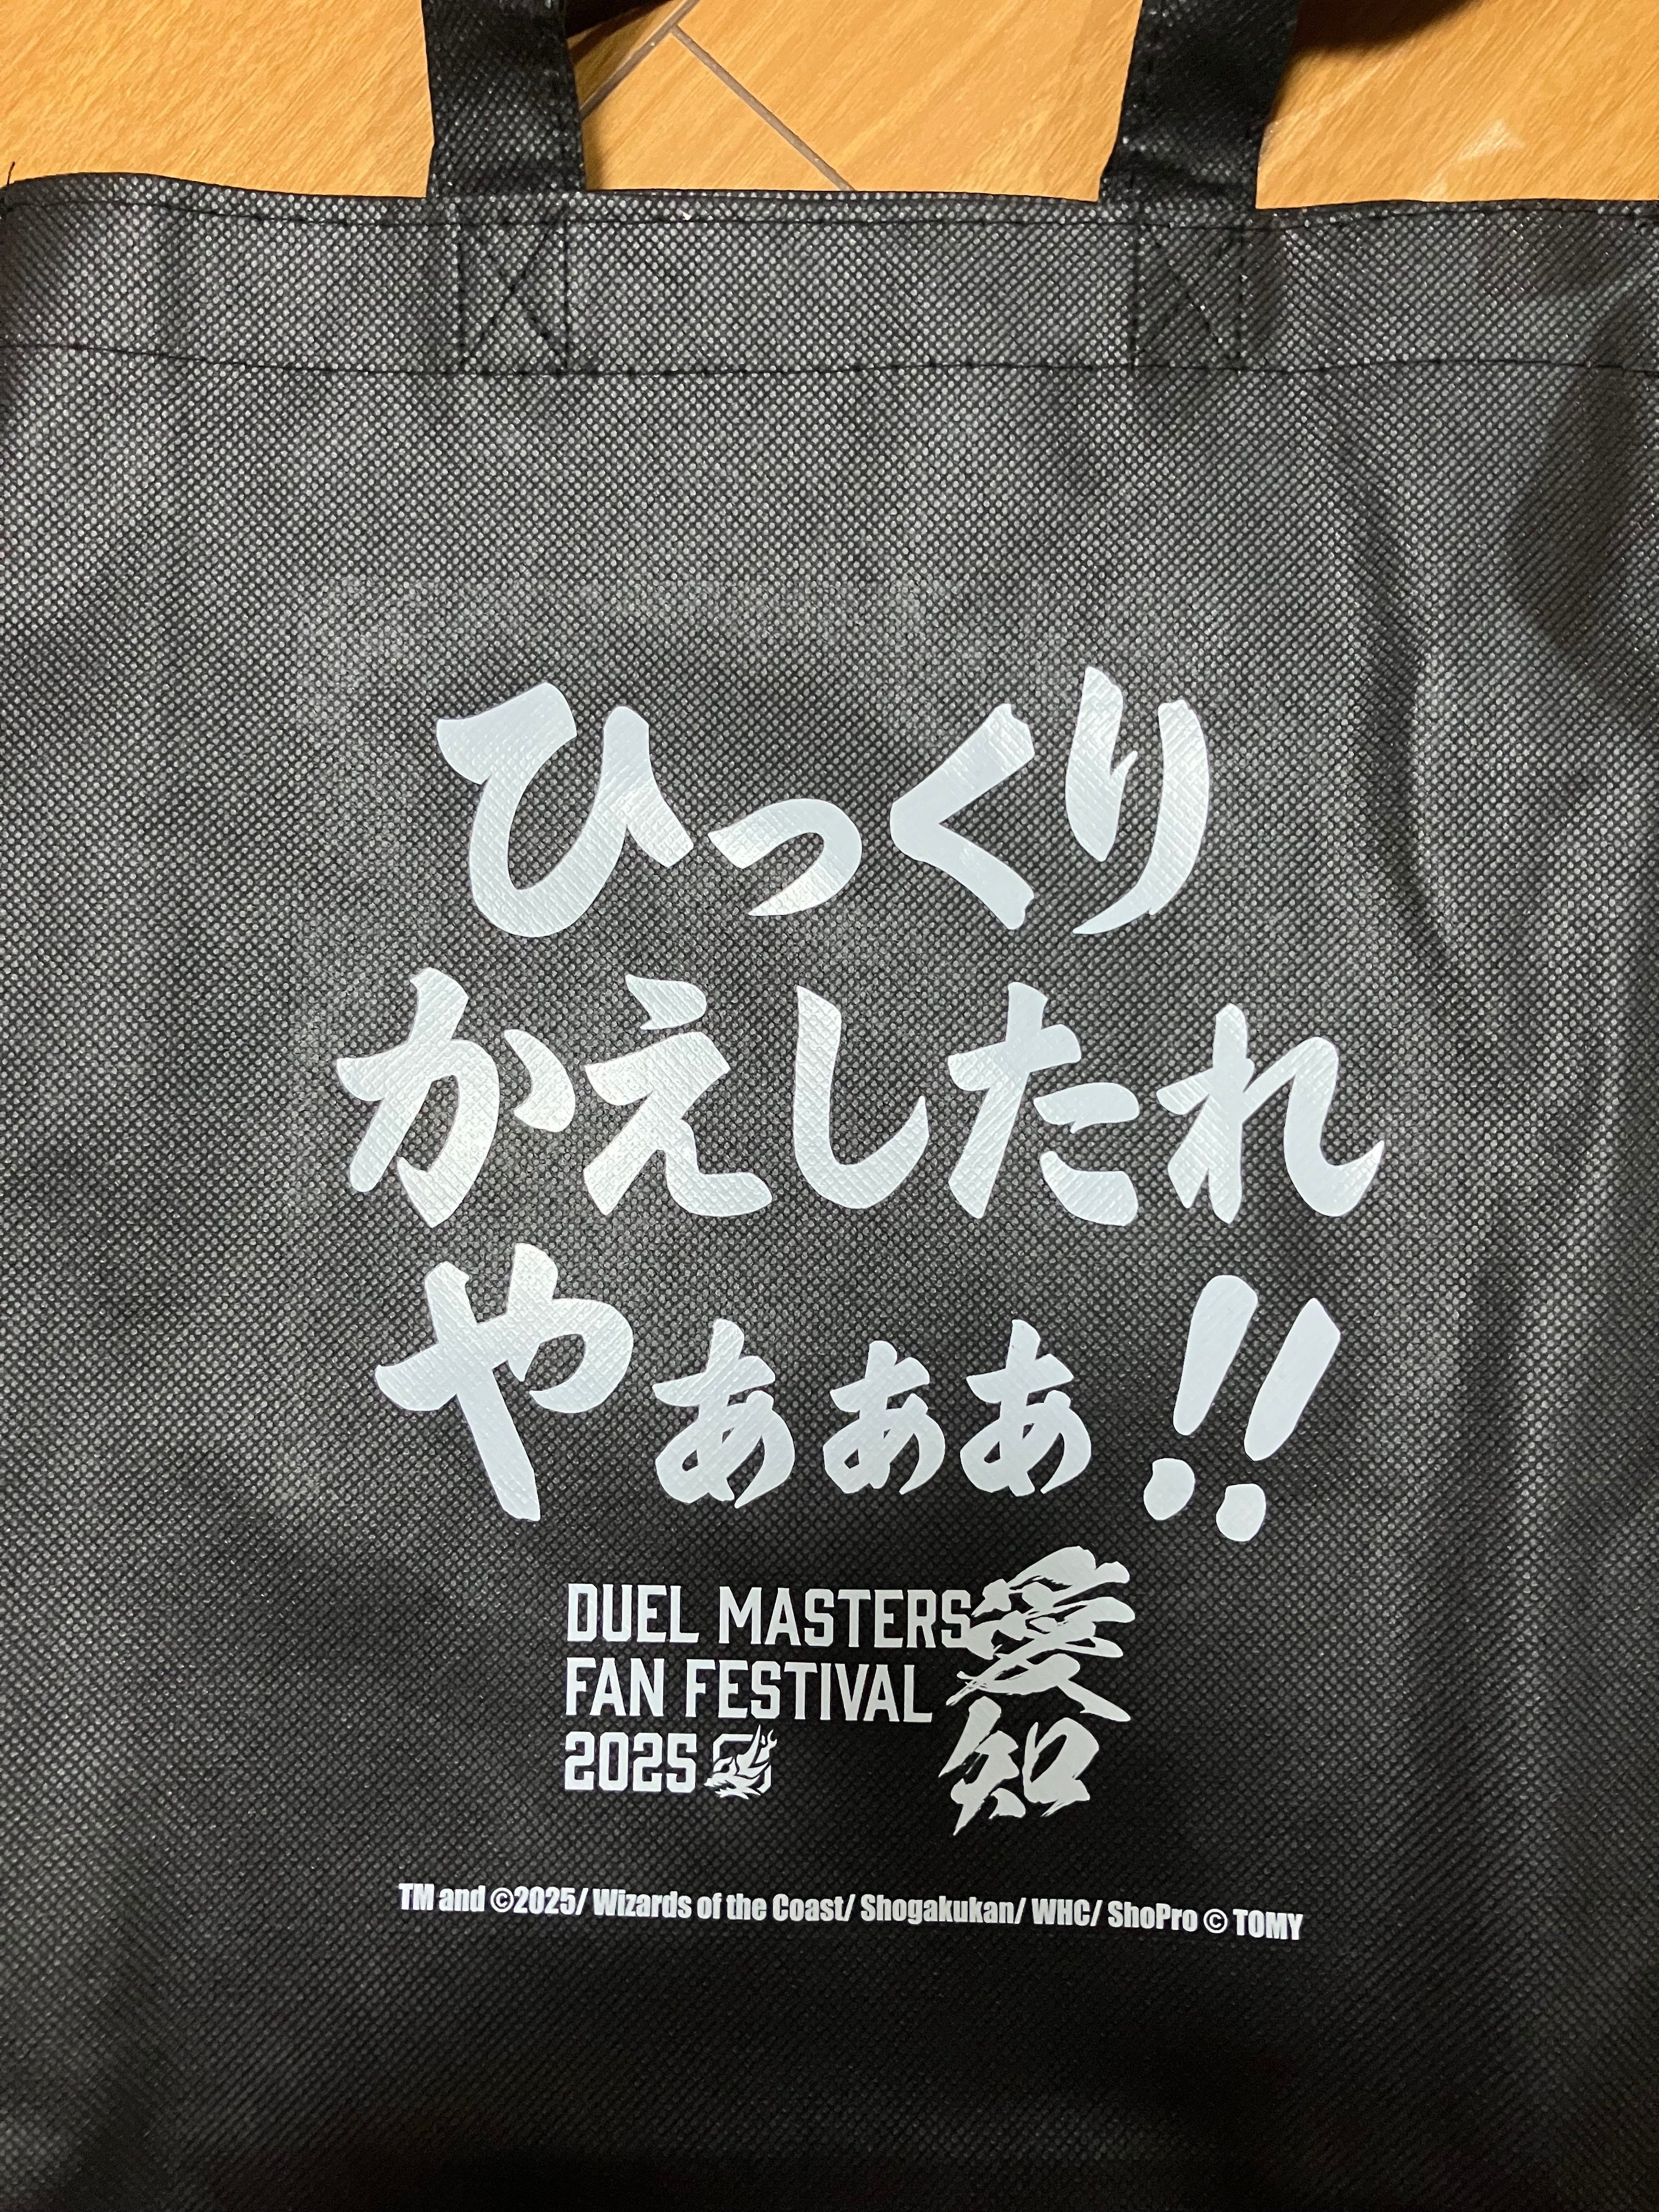 ひっくり
かえしたれ
やぁぁぁ!!
DUEL MASTERS
FAN FESTIVAL
2025
愛知
TM and ©2025/ Wizards of the Coast/ Shogakukan/ WHC/ ShoPro © TOMY